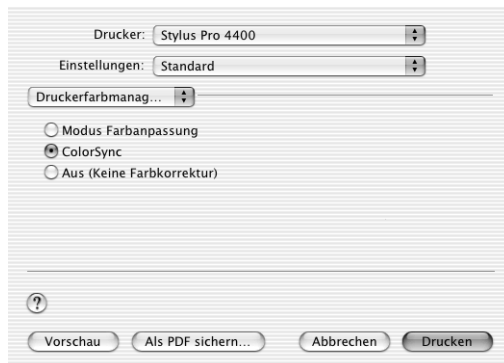 Drucker: Stylus Pro 4400
Einstellungen: Standard
Druckerfarbmanag...
Modus Farbanpassung
ColorSync
Aus (Keine Farbkorrektur)
?
Vorschau Als PDF sichern... Abbrechen Drucken